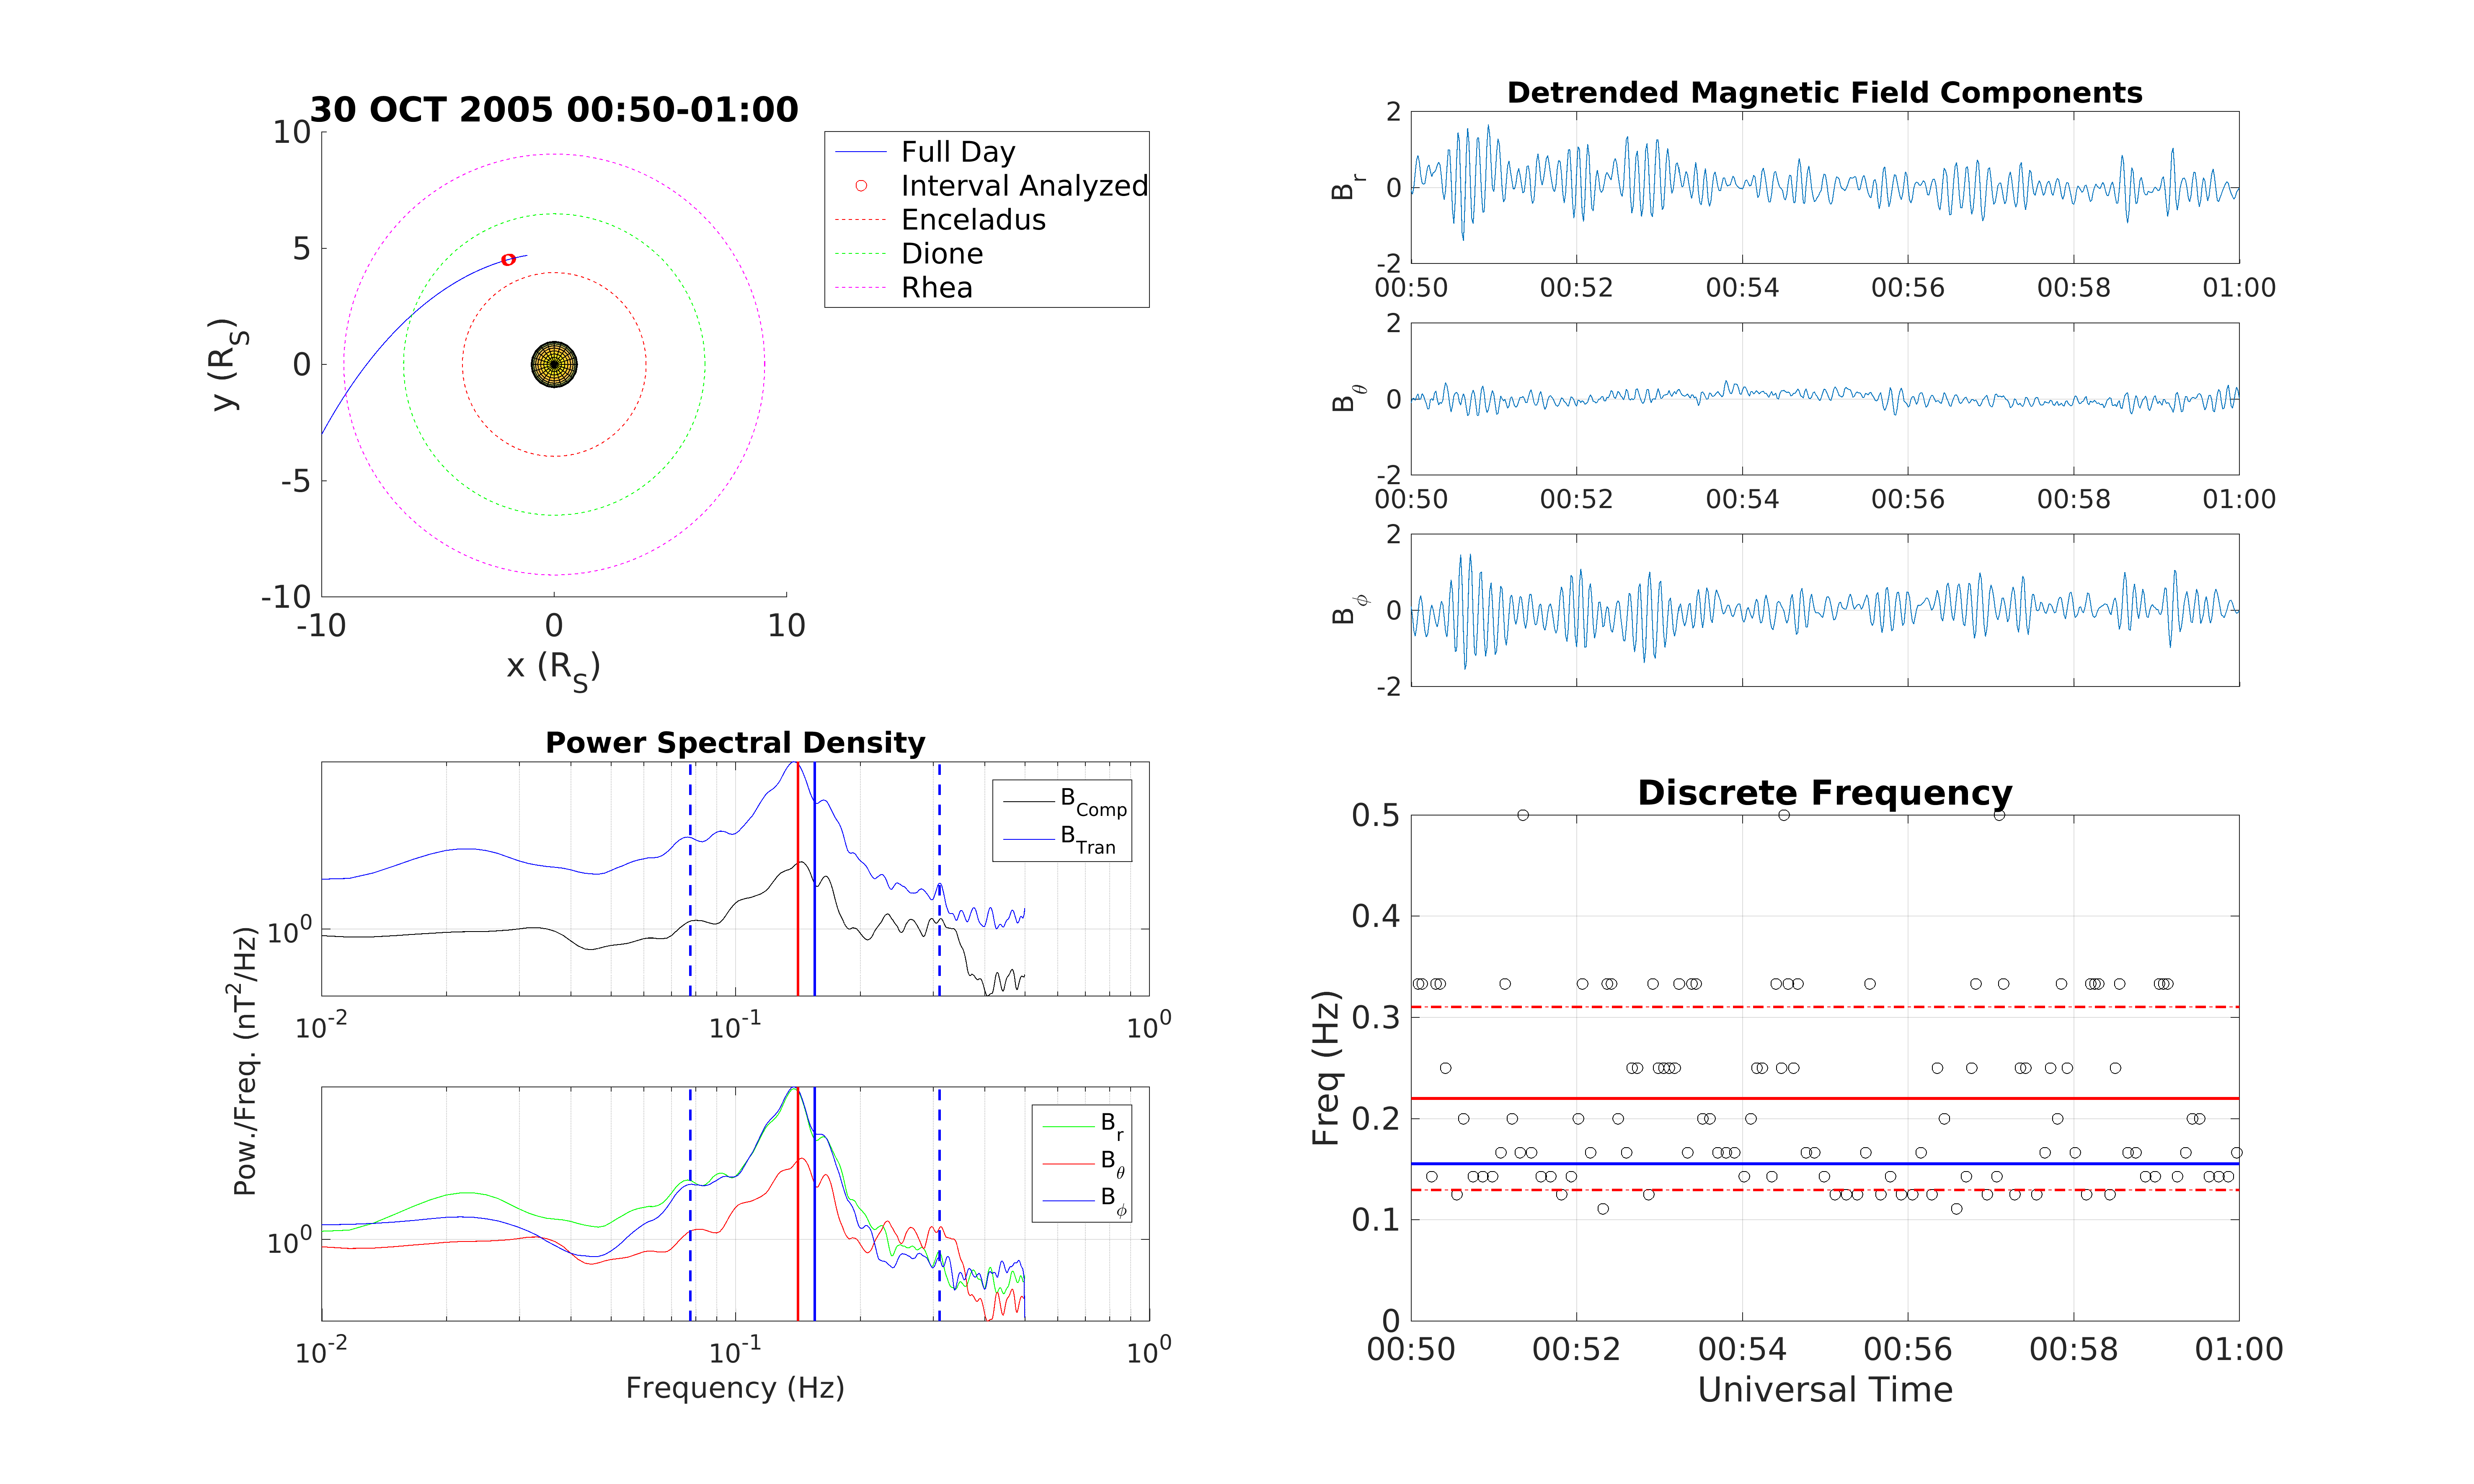 30 OCT 2005 00:50-01:00
10
5
0
-5
-10
-10
0
10
y (R_S)
x (R_S)
Full Day
Interval Analyzed
Enceladus
Dione
Rhea
Detrended Magnetic Field Components
B_r
2
0
-2
00:50
00:52
00:54
00:56
00:58
01:00
B_θ
2
0
-2
00:50
00:52
00:54
00:56
00:58
01:00
B_ϕ
2
0
-2
Power Spectral Density
Pow./Freq. (nT^2/Hz)
10^0
10^-2
10^-1
10^0
B_Comp
B_Tran
10^0
10^-2
10^-1
10^0
B_r
B_θ
B_ϕ
Frequency (Hz)
Discrete Frequency
Freq (Hz)
0.5
0.4
0.3
0.2
0.1
0
00:50
00:52
00:54
00:56
00:58
01:00
Universal Time